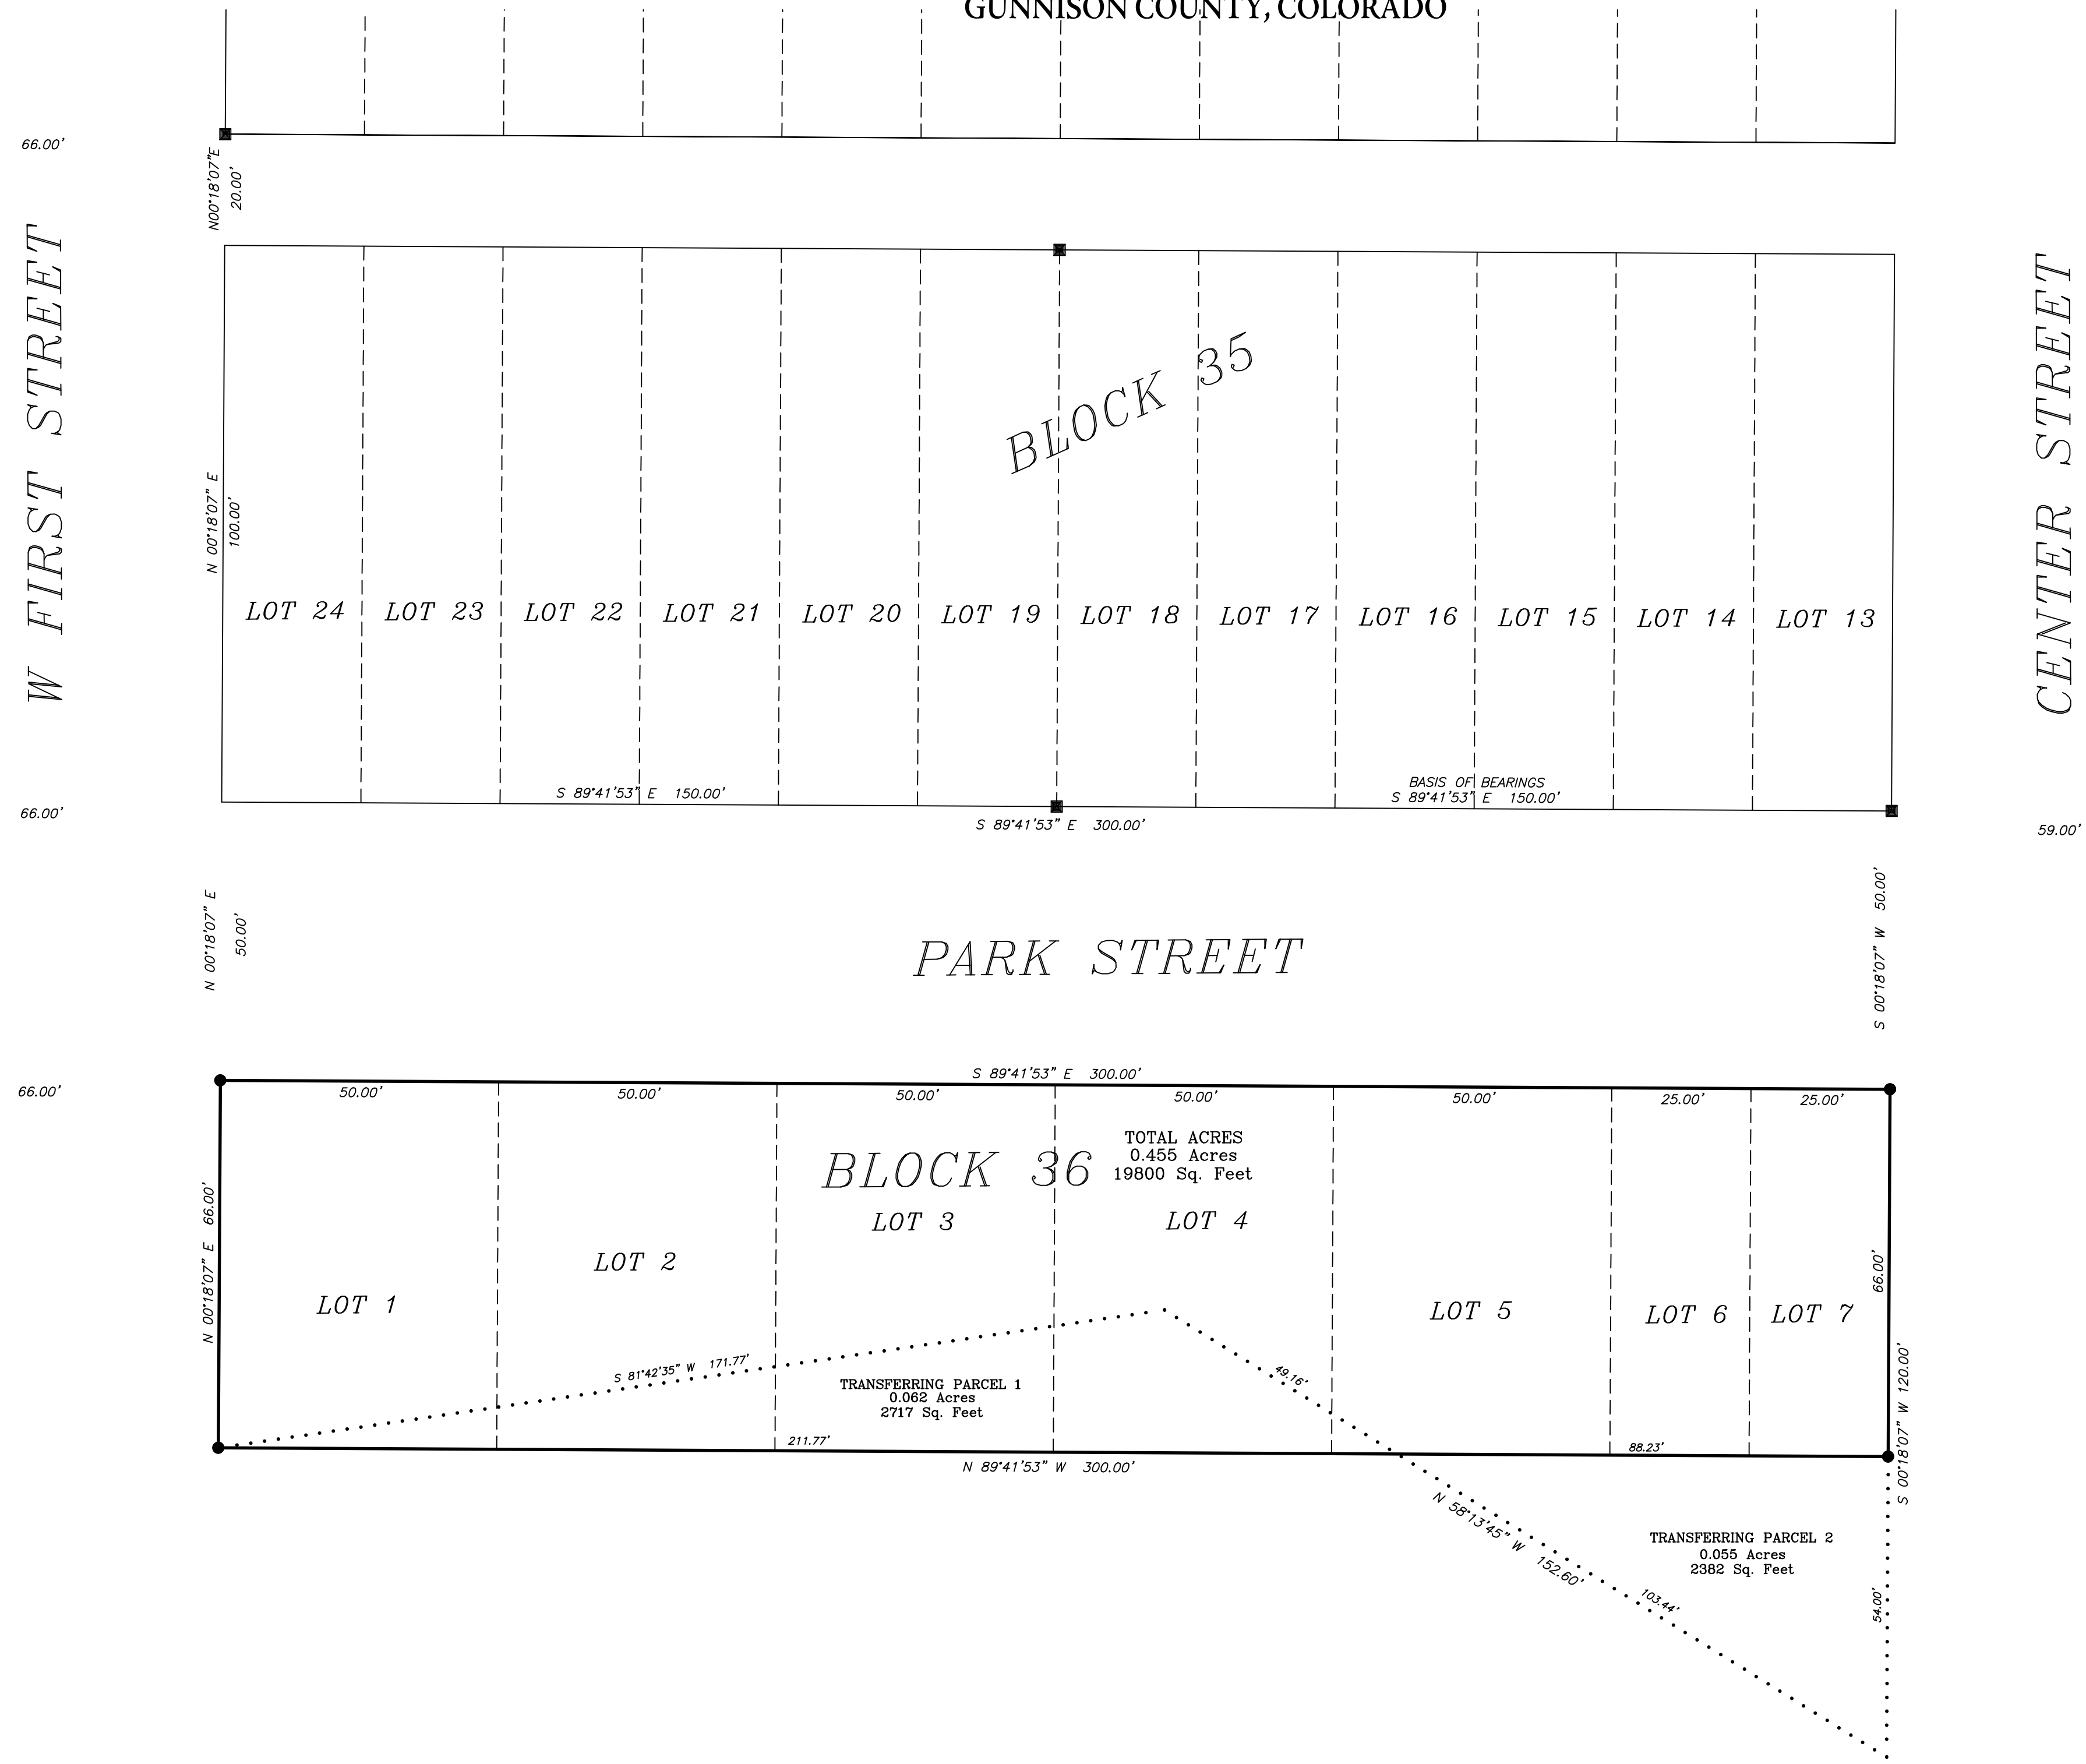 GUNNISON COUNTY, COLORADO
66.00'
N00°18'07"E
20.00'
W FIRST STREET
CENTER STREET
BLOCK 35
N 00°18'07" E
100.00'
LOT 24
LOT 23
LOT 22
LOT 21
LOT 20
LOT 19
LOT 18
LOT 17
LOT 16
LOT 15
LOT 14
LOT 13
BASIS OF BEARINGS
S 89°41'53" E 150.00'
S 89°41'53" E 150.00'
66.00'
S 89°41'53" E 300.00'
59.00'
N 00°18'07" E
50.00'
PARK STREET
S 00°18'07" W 50.00'
66.00'
S 89°41'53" E 300.00'
50.00'
50.00'
50.00'
50.00'
50.00'
25.00'
25.00'
TOTAL ACRES
0.455 Acres
19800 Sq. Feet
BLOCK 36
N 00°18'07" E 66.00'
LOT 1
LOT 2
LOT 3
LOT 4
LOT 5
LOT 6
LOT 7
66.00'
S 81°42'35" W 171.77'
49.16'
TRANSFERRING PARCEL 1
0.062 Acres
2717 Sq. Feet
211.77'
88.23'
N 89°41'53" W 300.00'
S 00°18'07" W 120.00'
N 58°13'45" W 152.60'
TRANSFERRING PARCEL 2
0.055 Acres
2382 Sq. Feet
103.44'
54.00'